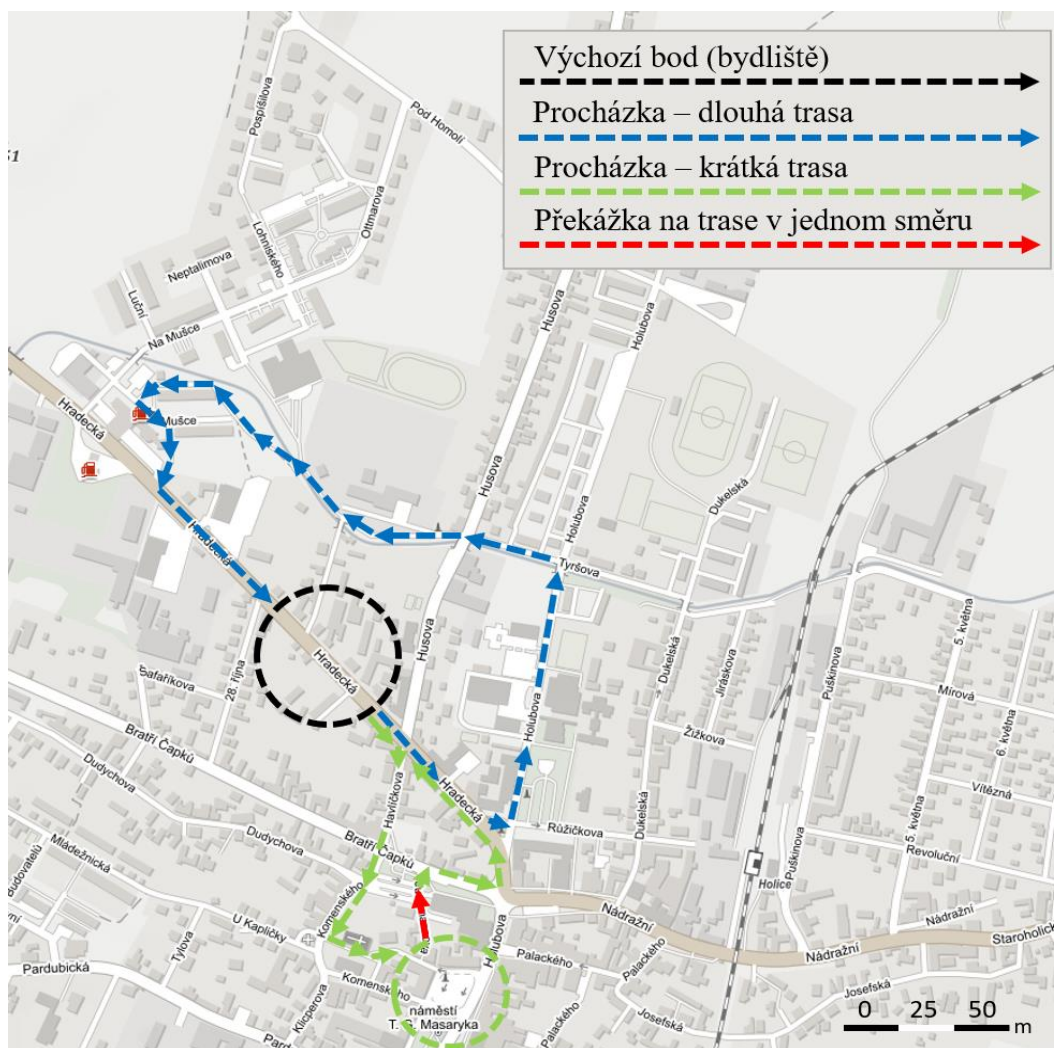 Výchozí bod (bydliště)
Procházka – dlouhá trasa
Procházka – krátká trasa
Překážka na trase v jednom směru
Pospíšilova
Pod Homolí
Ottmarova
Lohniského
Neptalimova
Luční
Na Mušce
Mušce
Husova
Holubova
Hradecká
Husova
Holubova
Dukelská
Hradecká
Tyršova
Hradecká
Husova
28. října
Šafaříkova
Bratří Čapků
Dudychova
Mládežnická
Budovatelů
Dudychova
Havlíčkova
Bratří Čapků
Hradecká
Holubova
Růžičkova
Dukelská
Dukelská
Jiráskova
Žižkova
Puškinova
5. května
Mírová
6. května
Vítězná
5. května
Revoluční
Puškinova
Holice
Nádražní
Nádražní
Nádražní
Staroholická
Komenského
U Kapličky
Tylova
Pardubická
Klicperova
Komenského
Holubova
Palackého
Palackého
Palackého
Josefská
Josefská
náměstí
T. G. Masaryka
Pardubická
0 25 50
m